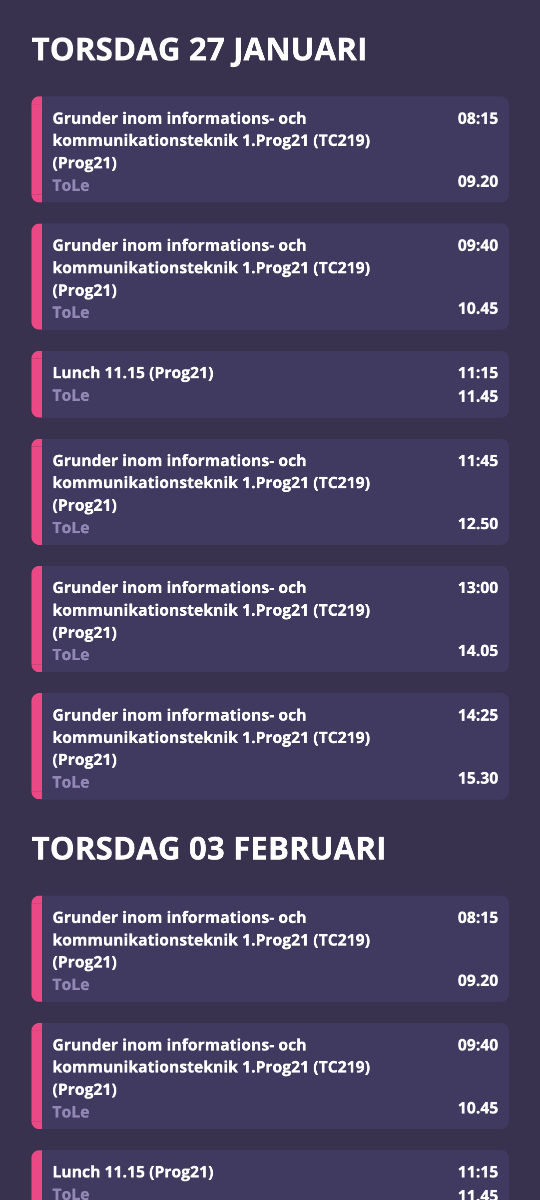 TORSDAG 27 JANUARI
Grunder inom informations- och 08:15
kommunikationsteknik 1.Prog21 (TC219)
(Prog21)
ToLe 09.20
Grunder inom informations- och 09:40
kommunikationsteknik 1.Prog21 (TC219)
(Prog21)
ToLe 10.45
Lunch 11.15 (Prog21) 11:15
ToLe 11.45
Grunder inom informations- och 11:45
kommunikationsteknik 1.Prog21 (TC219)
(Prog21)
ToLe 12.50
Grunder inom informations- och 13:00
kommunikationsteknik 1.Prog21 (TC219)
(Prog21)
ToLe 14.05
Grunder inom informations- och 14:25
kommunikationsteknik 1.Prog21 (TC219)
(Prog21)
ToLe 15.30
TORSDAG 03 FEBRUARI
Grunder inom informations- och 08:15
kommunikationsteknik 1.Prog21 (TC219)
(Prog21)
ToLe 09.20
Grunder inom informations- och 09:40
kommunikationsteknik 1.Prog21 (TC219)
(Prog21)
ToLe 10.45
Lunch 11.15 (Prog21) 11:15
ToLe 11.45